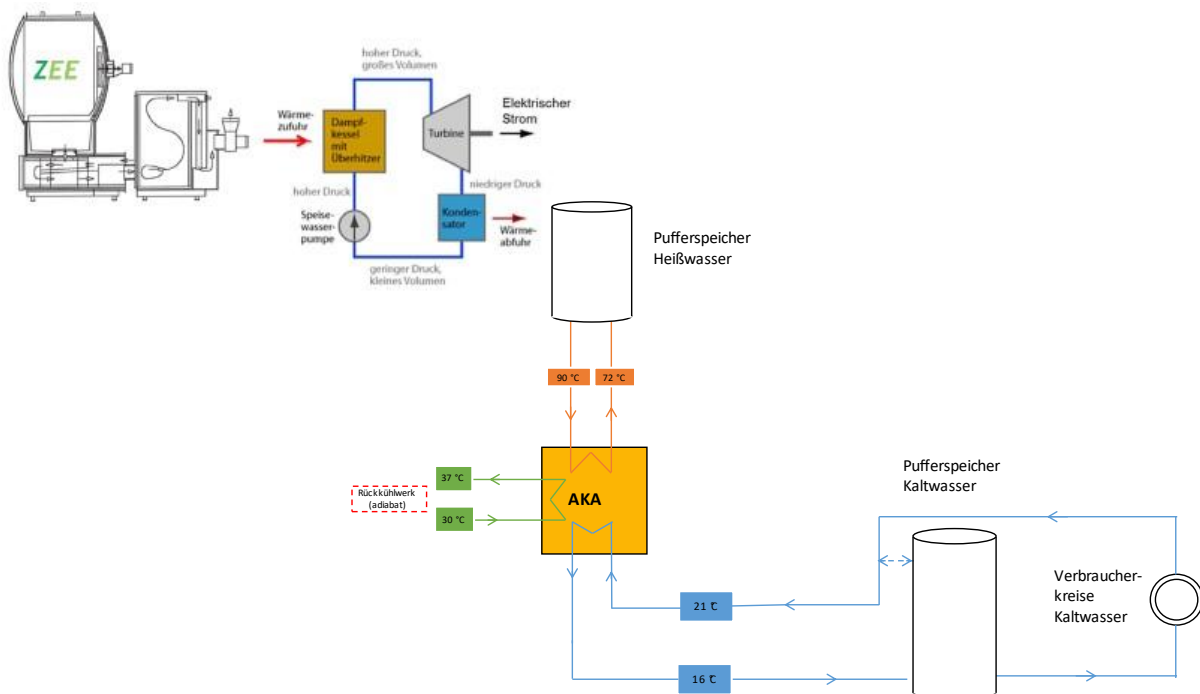 ZEE
hoher Druck,
großes Volumen
Wärme-
zufuhr
Dampf-
kessel
mit
Überhitzer
Turbine
Elektrischer
Strom
hoher Druck
niedriger Druck
Speise-
wasser-
pumpe
Konden-
sator
Wärme-
abfuhr
geringer Druck,
kleines Volumen
Pufferspeicher
Heißwasser
90 °C
72 °C
37 °C
Rückkühlwerk
(adiabat)
30 °C
AKA
Pufferspeicher
Kaltwasser
21 °C
Verbraucher-
kreise
Kaltwasser
16 °C